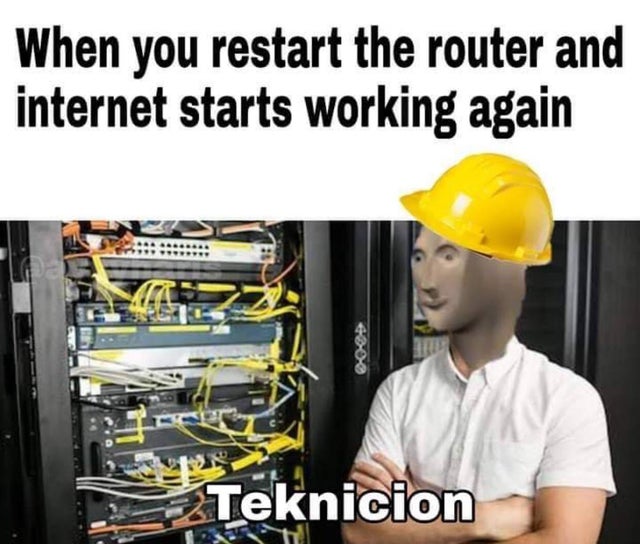 When you restart the router and
internet starts working again
Teknicion